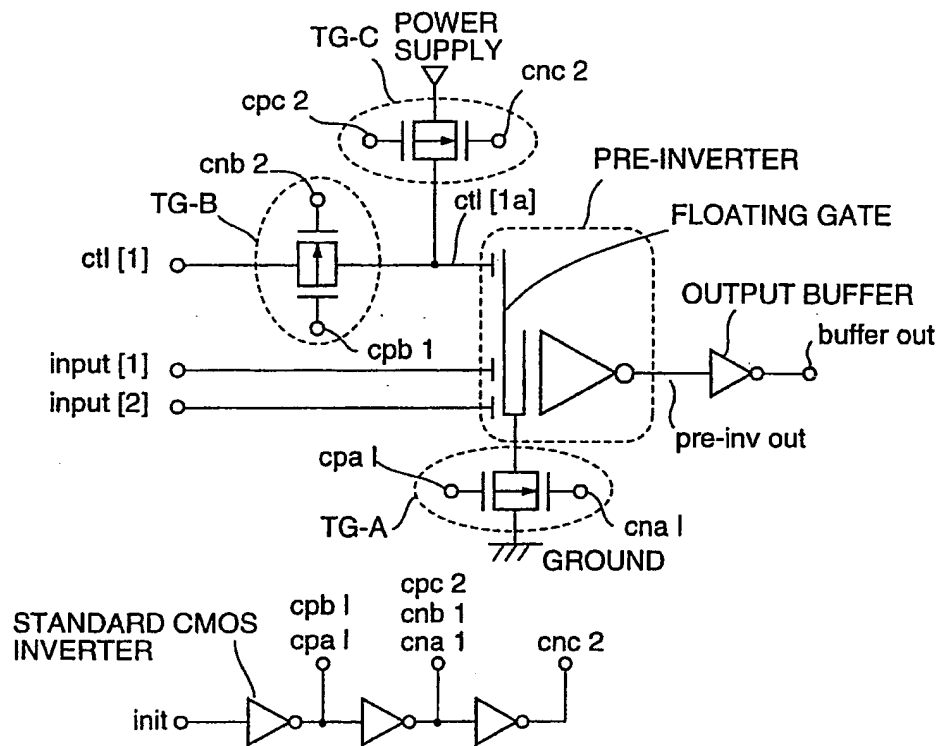 TG-C
POWER
SUPPLY
cpc 2
cnc 2
PRE-INVERTER
cnb 2
TG-B
ctl [1a]
FLOATING GATE
ctl [1]
OUTPUT BUFFER
buffer out
cpb 1
input [1]
input [2]
pre-inv out
cpa l
TG-A
cna l
GROUND
STANDARD CMOS
INVERTER
cpb l
cpa l
cpc 2
cnb 1
cna 1
cnc 2
init